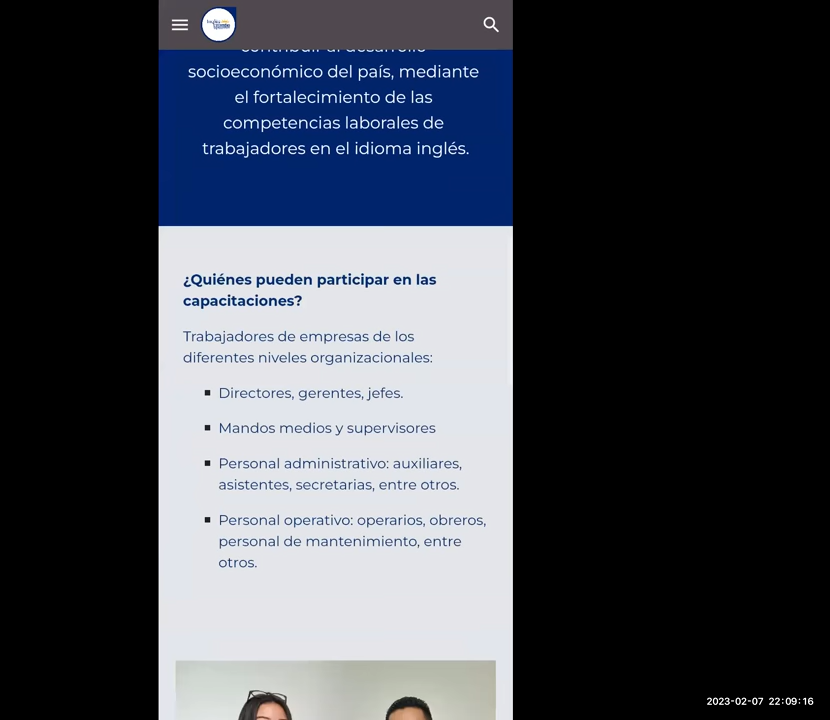 socioeconómico del país, mediante
el fortalecimiento de las
competencias laborales de
trabajadores en el idioma inglés.
¿Quiénes pueden participar en las
capacitaciones?
Trabajadores de empresas de los
diferentes niveles organizacionales:
Directores, gerentes, jefes.
Mandos medios y supervisores
Personal administrativo: auxiliares,
asistentes, secretarias, entre otros.
Personal operativo: operarios, obreros,
personal de mantenimiento, entre
otros.
2023-02-07 22:09:16